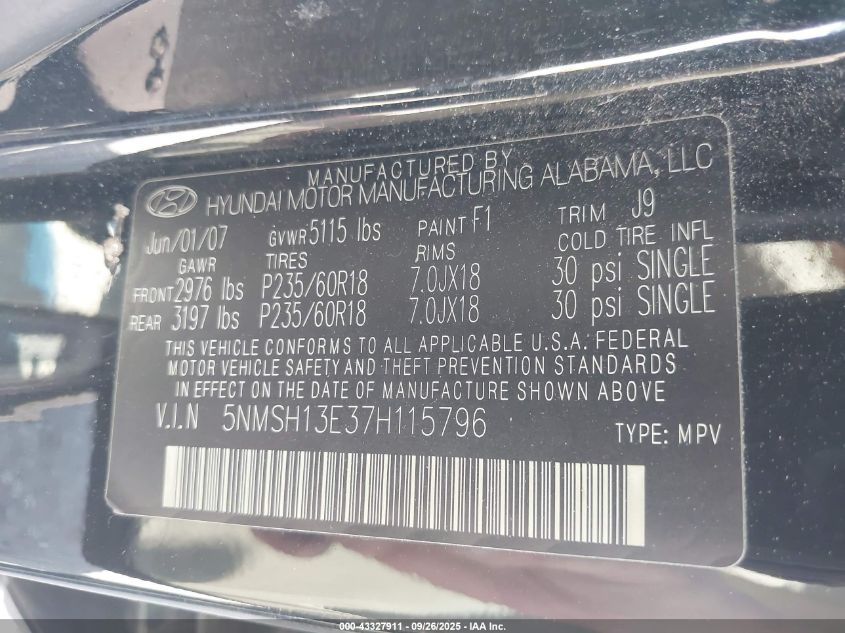 MANUFACTURED BY
HYUNDAI MOTOR MANUFACTURING ALABAMA, LLC
Jun/01/07 GVWR 5115 lbs PAINT F1 TRIM J9
GAWR TIRES RIMS COLD TIRE INFL
FRONT 2976 lbs P235/60R18 7.0JX18 30 psi SINGLE
REAR 3197 lbs P235/60R18 7.0JX18 30 psi SINGLE
THIS VEHICLE CONFORMS TO ALL APPLICABLE U.S.A. FEDERAL
MOTOR VEHICLE SAFETY AND THEFT PREVENTION STANDARDS
IN EFFECT ON THE DATE OF MANUFACTURE SHOWN ABOVE
V.I.N 5NMSH13E37H115796 TYPE: MPV
000-43327911 - 09/26/2025 - IAA Inc.